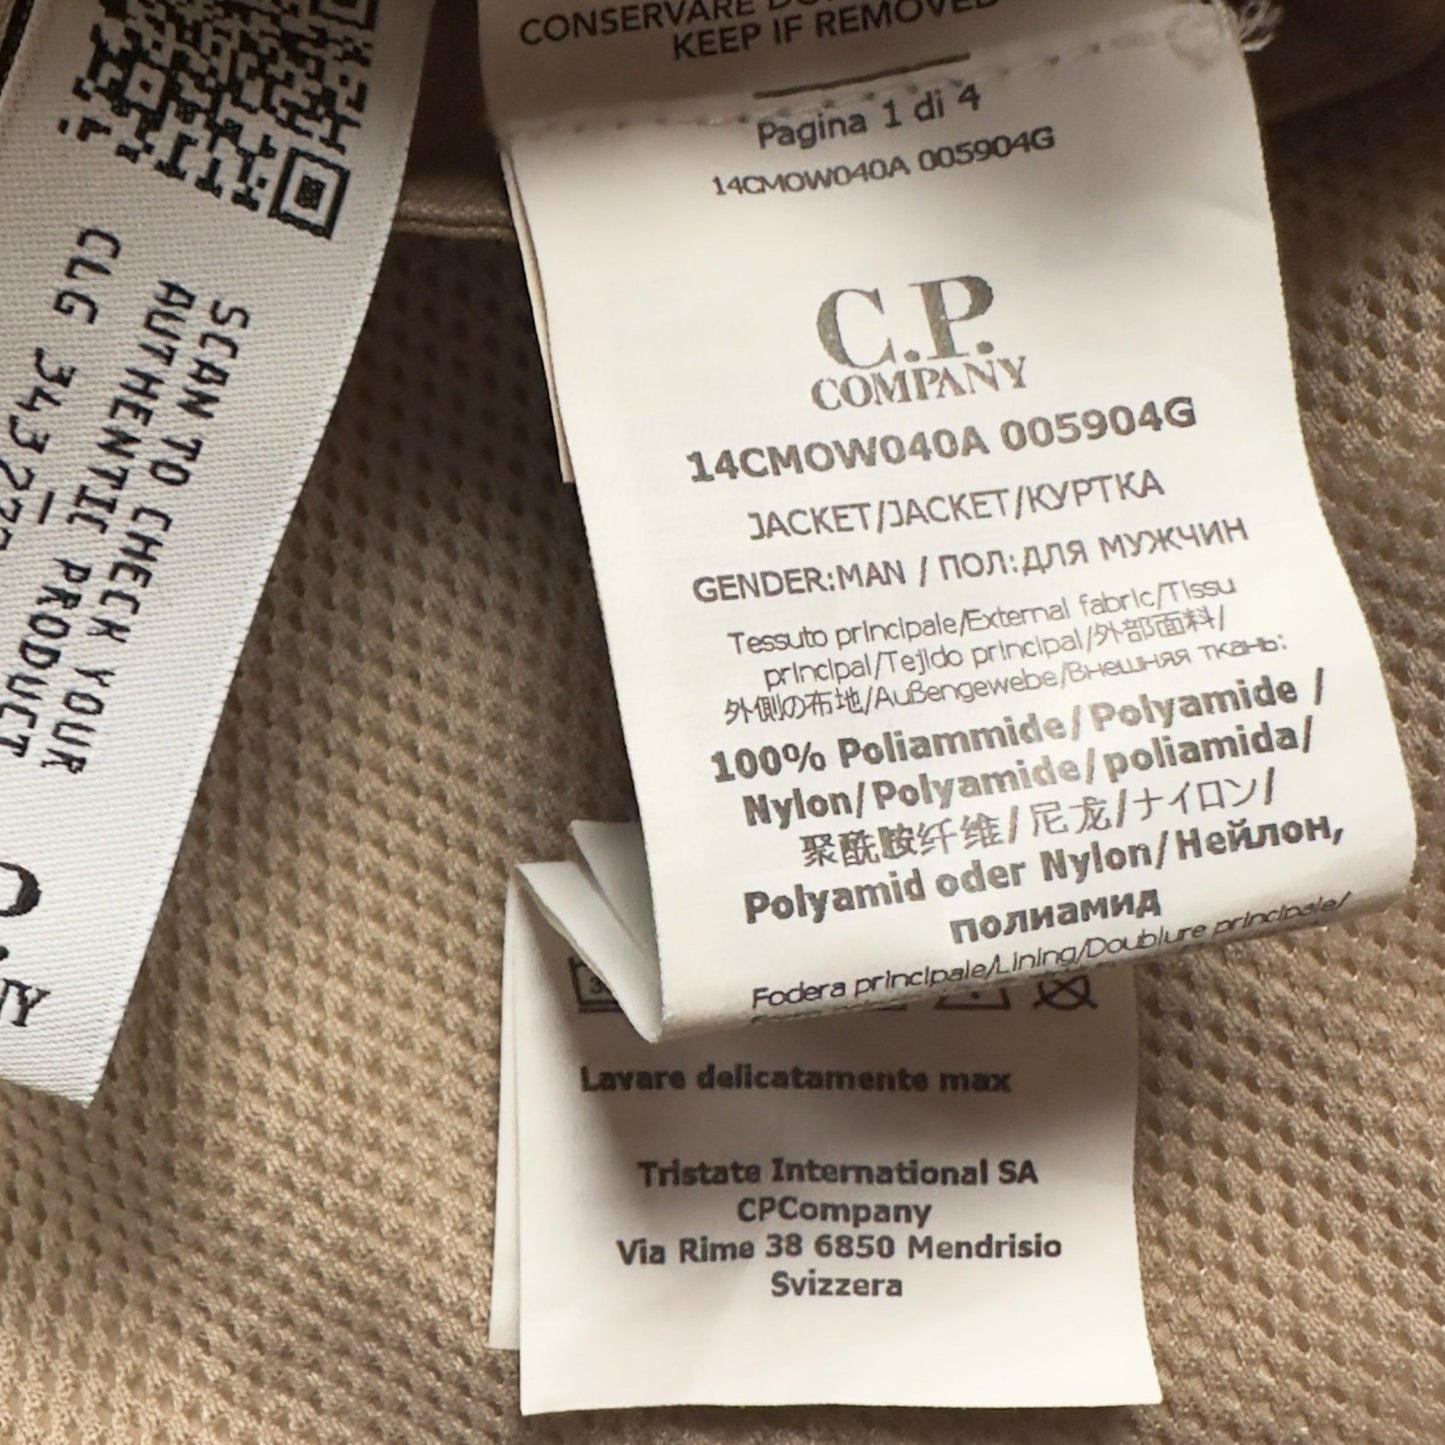 CONSERVARE
KEEP IF REMOVED
Pagina 1 di 4
14CMOW040A 005904G
C.P.
COMPANY
14CMOW040A 005904G
JACKET/JACKET/КУРТКА
GENDER:MAN / ПОЛ:ДЛЯ МУЖЧИН
Tessuto principale/External fabric/Tissu
principal/Tejido principal/外部面料/
外側の布地/Außengewebe/Внешняя ткань:
100% Poliammide/Polyamide /
Nylon/Polyamide/poliamida/
聚酰胺纤维/尼龙/ナイロン/
Polyamid oder Nylon/Нейлон,
полиамид
Fodera principale/Lining/Doublure principale/
Lavare delicatamente max
Tristate International SA
CPCompany
Via Rime 38 6850 Mendrisio
Svizzera
SCAN TO CHECK YOUR
AUTHENTIC PRODUCT
CLG 343